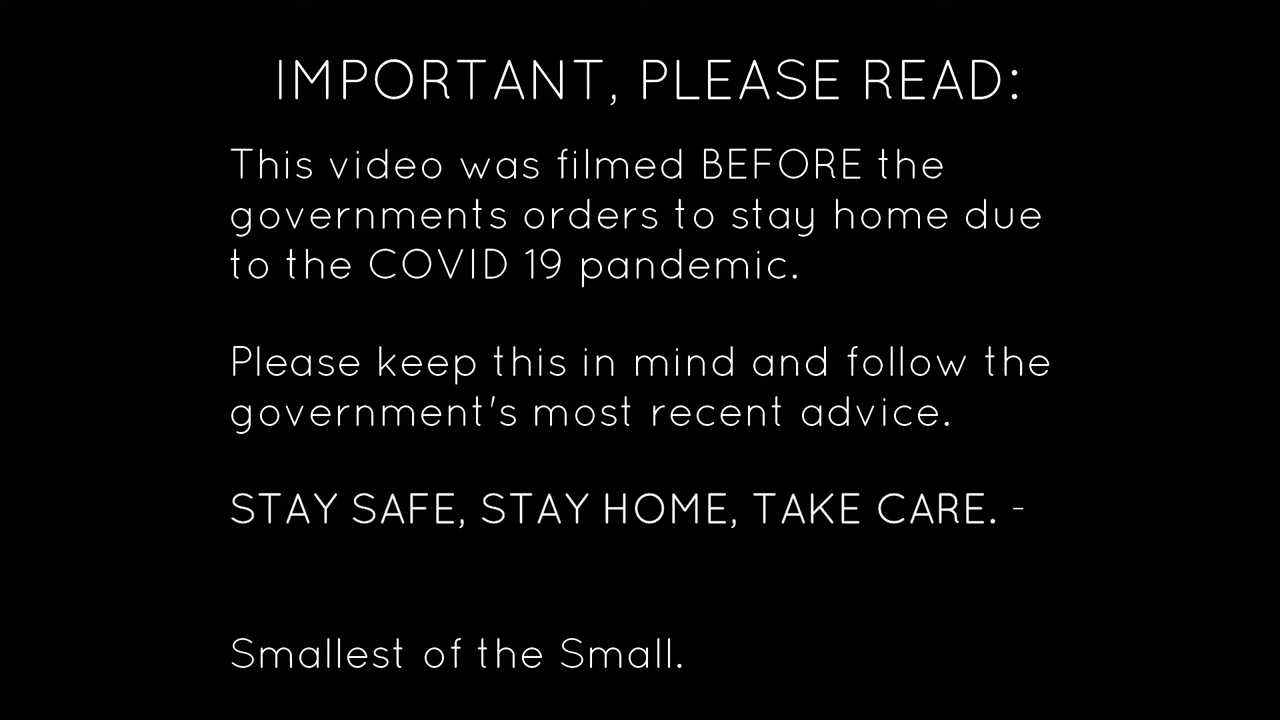 IMPORTANT, PLEASE READ:
This video was filmed BEFORE the
governments orders to stay home due
to the COVID 19 pandemic.
Please keep this in mind and follow the
government's most recent advice.
STAY SAFE, STAY HOME, TAKE CARE. -
Smallest of the Small.